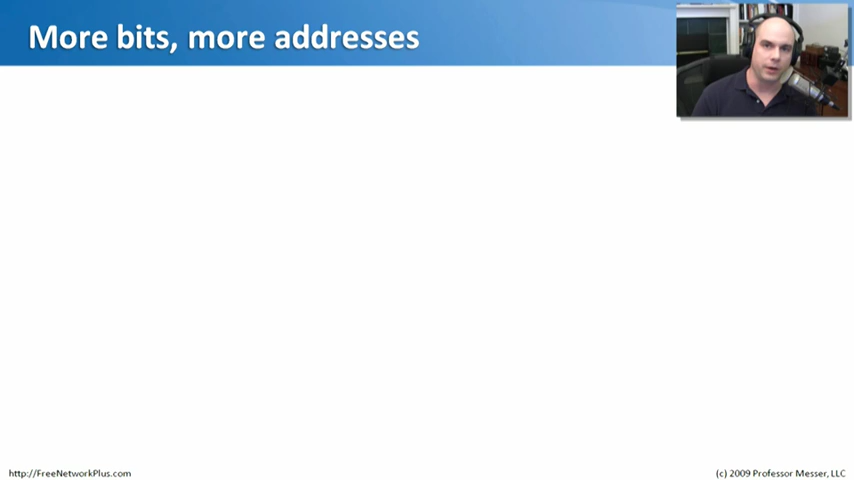 More bits, more addresses
http://FreeNetworkPlus.com
(c) 2009 Professor Messer, LLC